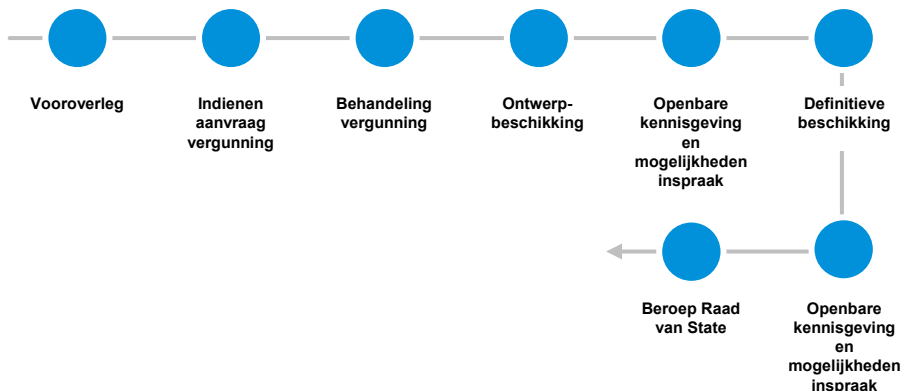 Vooroverleg
Indienen
aanvraag
vergunning
Behandeling
vergunning
Ontwerp-
beschikking
Openbare
kennisgeving
en
mogelijkheden
inspraak
Definitieve
beschikking
Openbare
kennisgeving
en
mogelijkheden
inspraak
Beroep Raad
van State